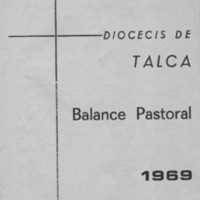 DIOCECIS DE
TALCA
Balance Pastoral
1969